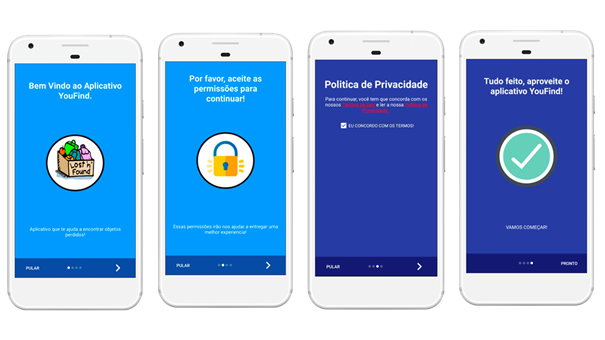 Bem Vindo ao Aplicativo
YouFind.
Lost n'
Found
Aplicativo que te ajuda a encontrar objetos
perdidos!
PULAR
Por favor, aceite as
permissões para
continuar!
Essas permissões irão nos ajudar a entregar uma
melhor experiencia!
PULAR
Politica de Privacidade
Para continuar, você tem que concorda com os
nossos e ler a nossa
EU CONCORDO COM OS TERMOS!
PULAR
Tudo feito, aproveite o
aplicativo YouFind!
VAMOS COMEÇAR!
PRONTO